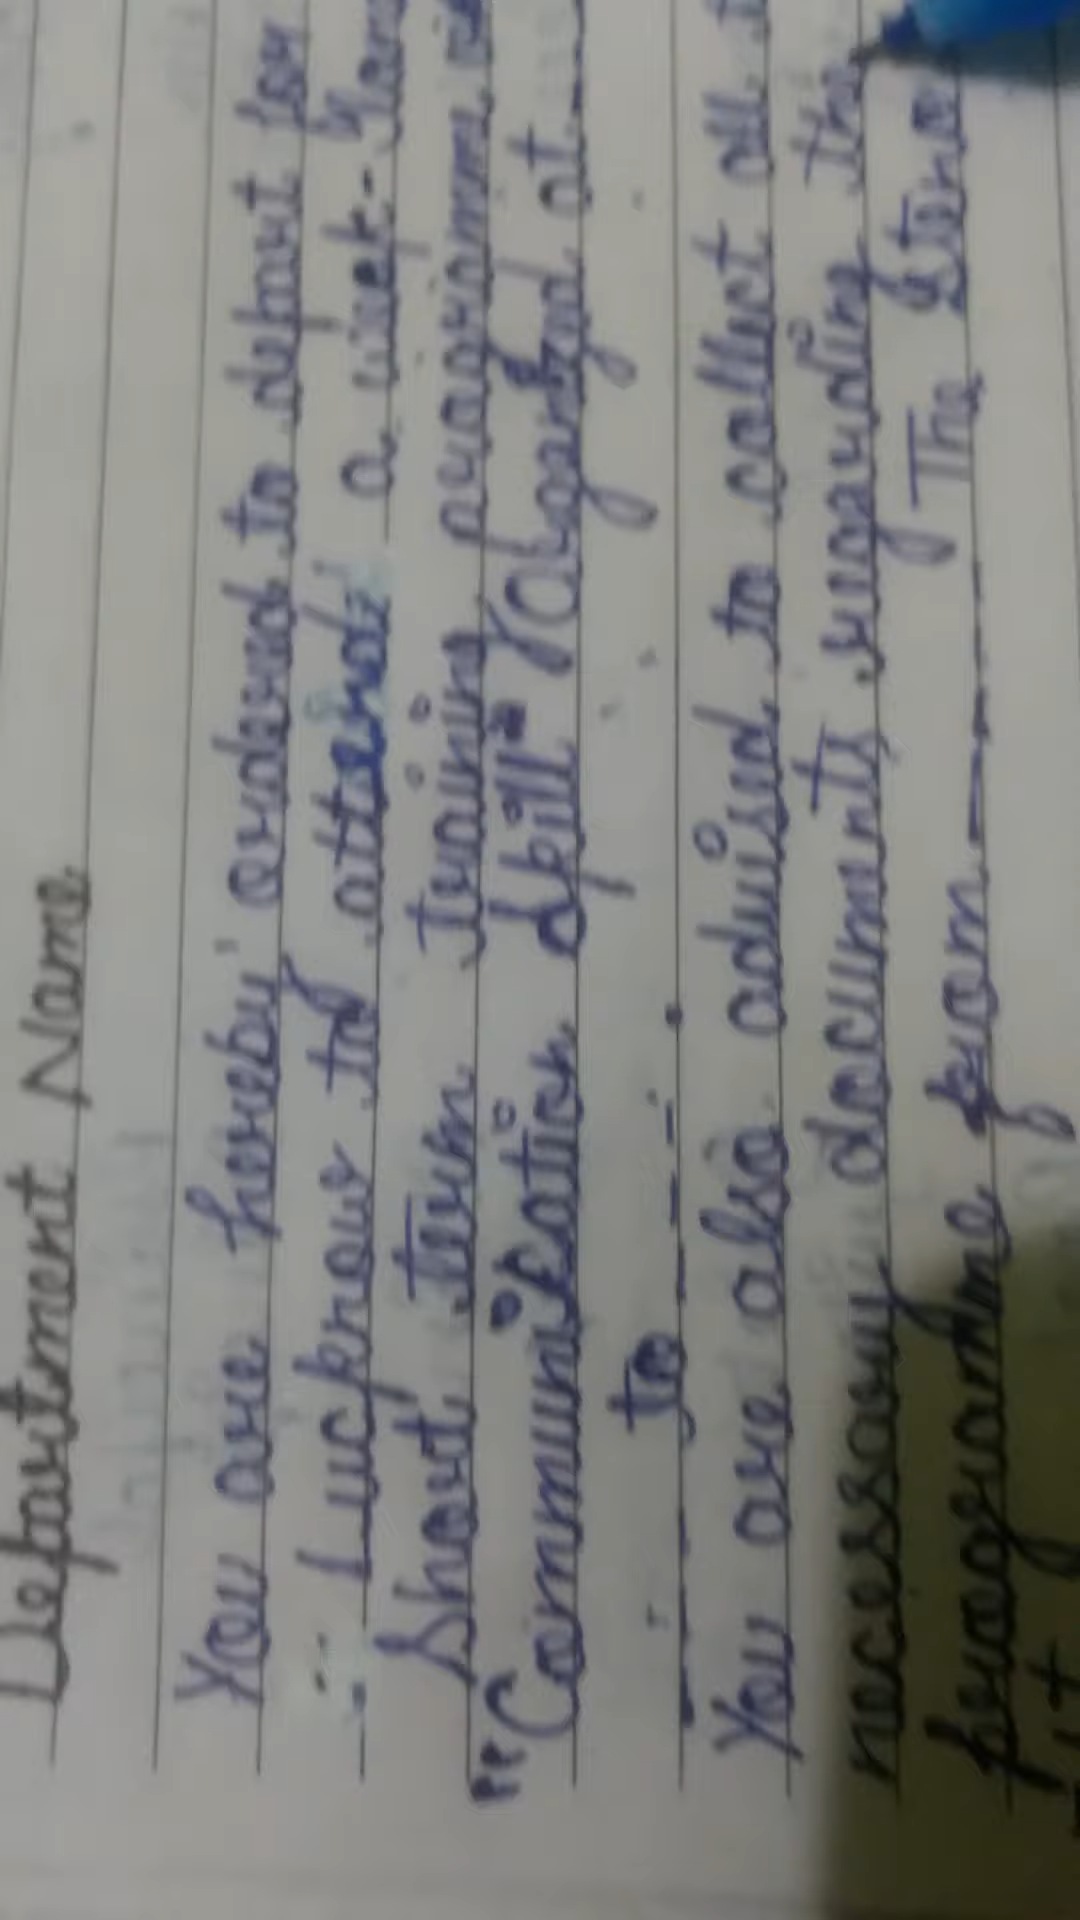 Department Name
You are hereby ordered to depart for
Lucknow to attend a week-
Short term training programme
"Communication Skill" Organized at
to
You are also advised to collect all
necessary documents regarding the
programme from The